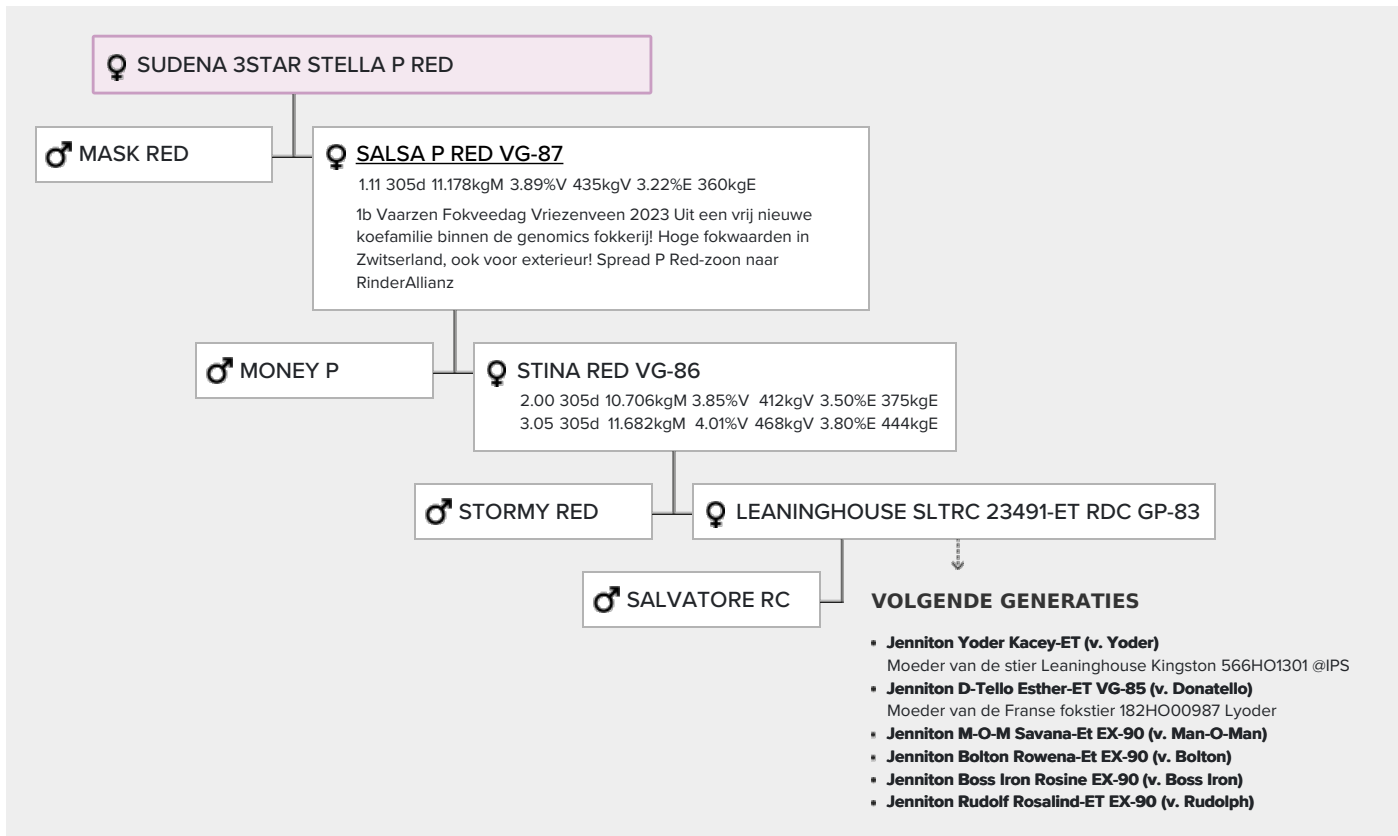 SUDENA 3STAR STELLA P RED
MASK RED
SALSA P RED VG-87
1.11 305d 11.178kgM 3.89%V 435kgV 3.22%E 360kgE
1b Vaarzen Fokveedag Vriezenveen 2023 Uit een vrij nieuwe
koefamilie binnen de genomics fokkerij! Hoge fokwaarden in
Zwitserland, ook voor exterieur! Spread P Red-zoon naar
RinderAllianz
MONEY P
STINA RED VG-86
2.00 305d 10.706kgM 3.85%V 412kgV 3.50%E 375kgE
3.05 305d 11.682kgM 4.01%V 468kgV 3.80%E 444kgE
STORMY RED
LEANINGHOUSE SLTRC 23491-ET RDC GP-83
SALVATORE RC
VOLGENDE GENERATIES
▪ Jenniton Yoder Kacey-ET (v. Yoder)
Moeder van de stier Leaninghouse Kingston 566HO1301 @IPS
▪ Jenniton D-Tello Esther-ET VG-85 (v. Donatello)
Moeder van de Franse fokstier 182HO00987 Lyoder
▪ Jenniton M-O-M Savana-Et EX-90 (v. Man-O-Man)
▪ Jenniton Bolton Rowena-Et EX-90 (v. Bolton)
▪ Jenniton Boss Iron Rosine EX-90 (v. Boss Iron)
▪ Jenniton Rudolf Rosalind-ET EX-90 (v. Rudolph)